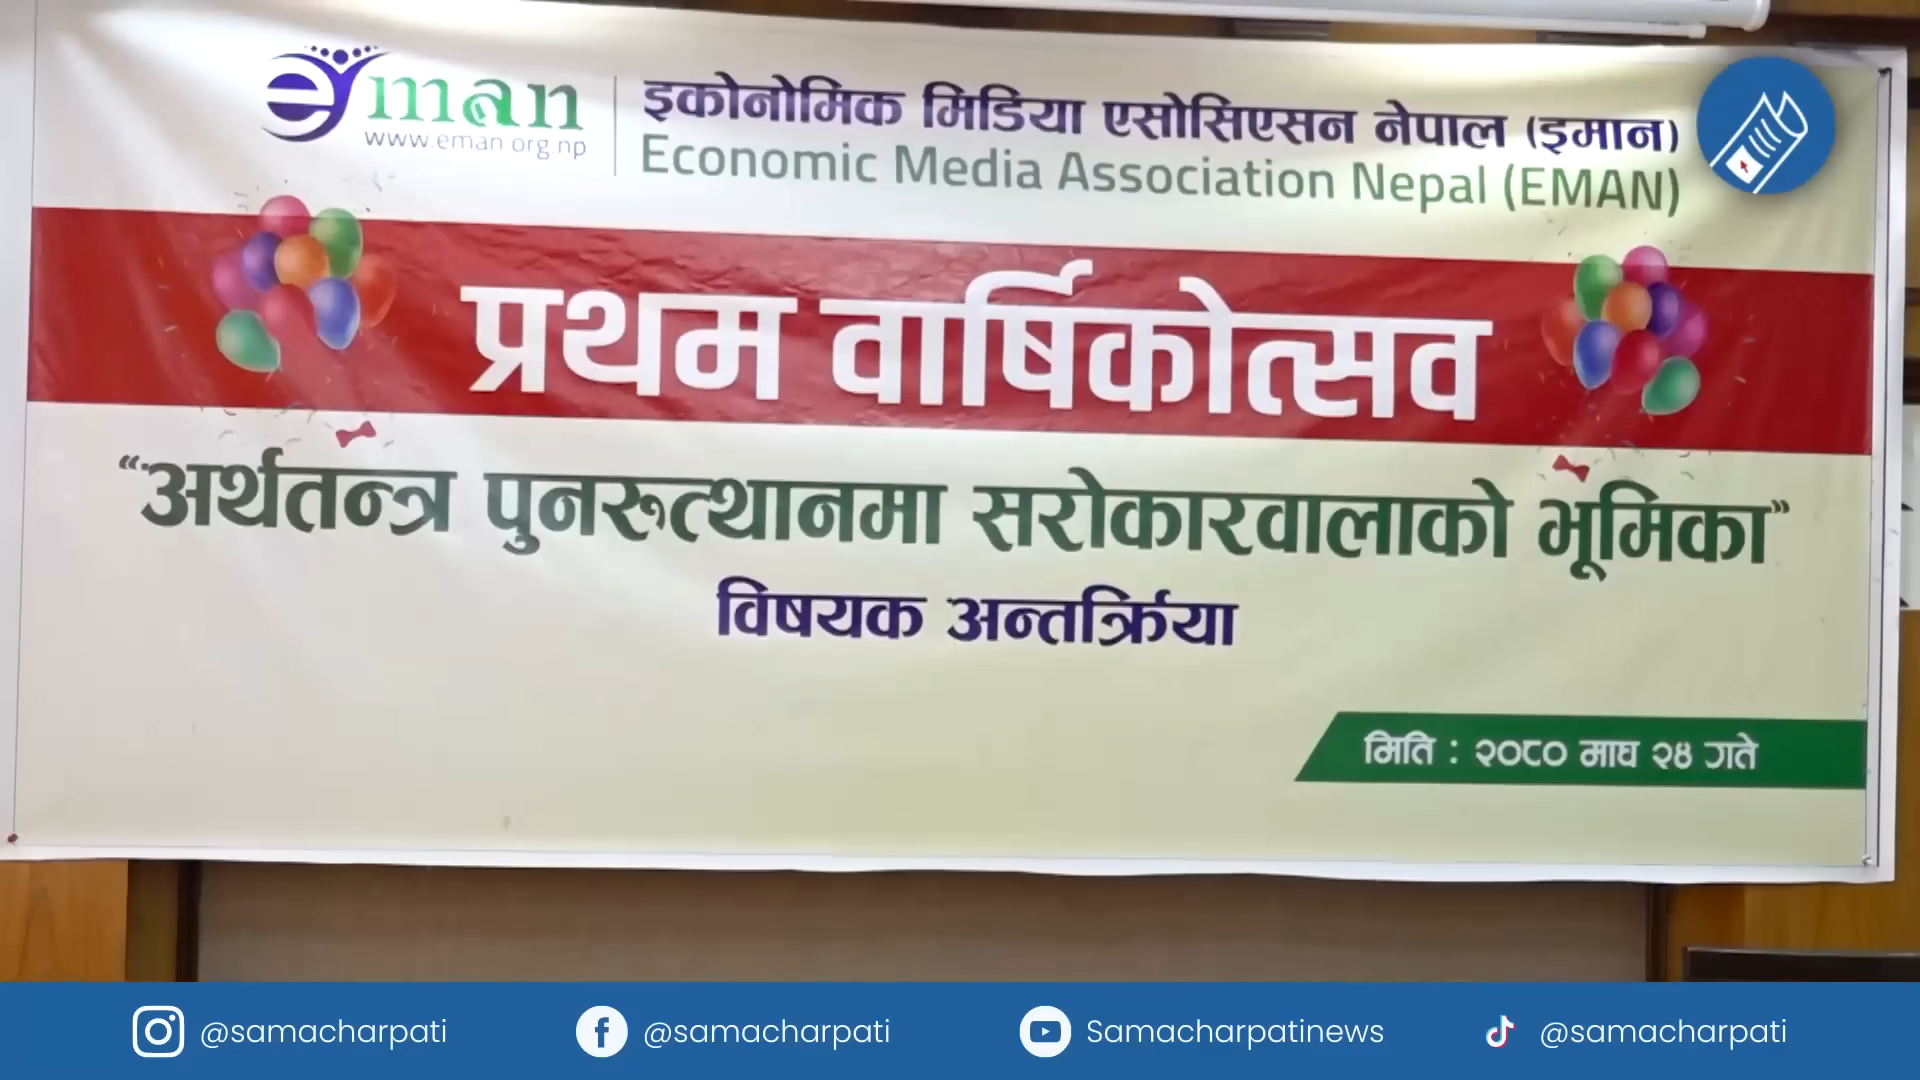 eman
www.eman.org.np
इकोनोमिक मिडिया एसोसिएसन नेपाल (इमान)
Economic Media Association Nepal (EMAN)
प्रथम वार्षिकोत्सव
“अर्थतन्त्र पुनरुत्थानमा सरोकारवालाको भूमिका”
विषयक अन्तर्क्रिया
मिति : २०८० माघ २४ गते
@samacharpati
@samacharpati
Samacharpatinews
@samacharpati